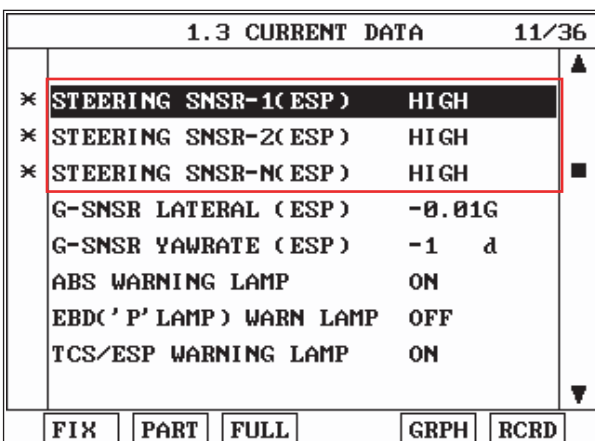 1.3 CURRENT DATA 11/36
* STEERING SNSR-1(ESP) HIGH
* STEERING SNSR-2(ESP) HIGH
* STEERING SNSR-N(ESP) HIGH
G-SNSR LATERAL (ESP) -0.01G
G-SNSR YAWRATE (ESP) -1 d
ABS WARNING LAMP ON
EBD('P'LAMP) WARN LAMP OFF
TCS/ESP WARNING LAMP ON
FIX PART FULL GRPH RCRD